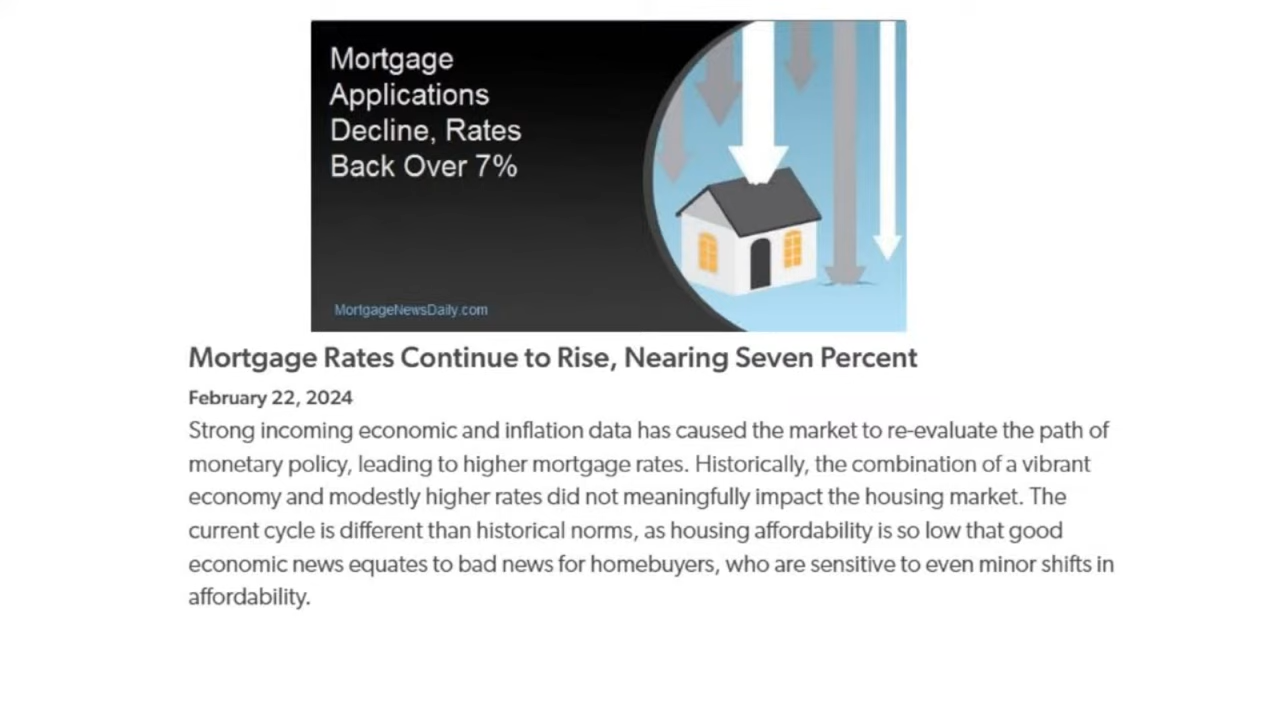 Mortgage
Applications
Decline, Rates
Back Over 7%
MortgageNewsDaily.com
Mortgage Rates Continue to Rise, Nearing Seven Percent
February 22, 2024
Strong incoming economic and inflation data has caused the market to re-evaluate the path of
monetary policy, leading to higher mortgage rates. Historically, the combination of a vibrant
economy and modestly higher rates did not meaningfully impact the housing market. The
current cycle is different than historical norms, as housing affordability is so low that good
economic news equates to bad news for homebuyers, who are sensitive to even minor shifts in
affordability.